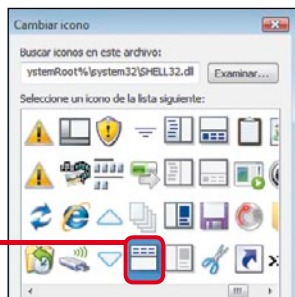 Cambiar icono
Buscar iconos en este archivo:
ystemRoot%\system32\SHELL32.dll
Examinar...
Seleccione un icono de la lista siguiente: